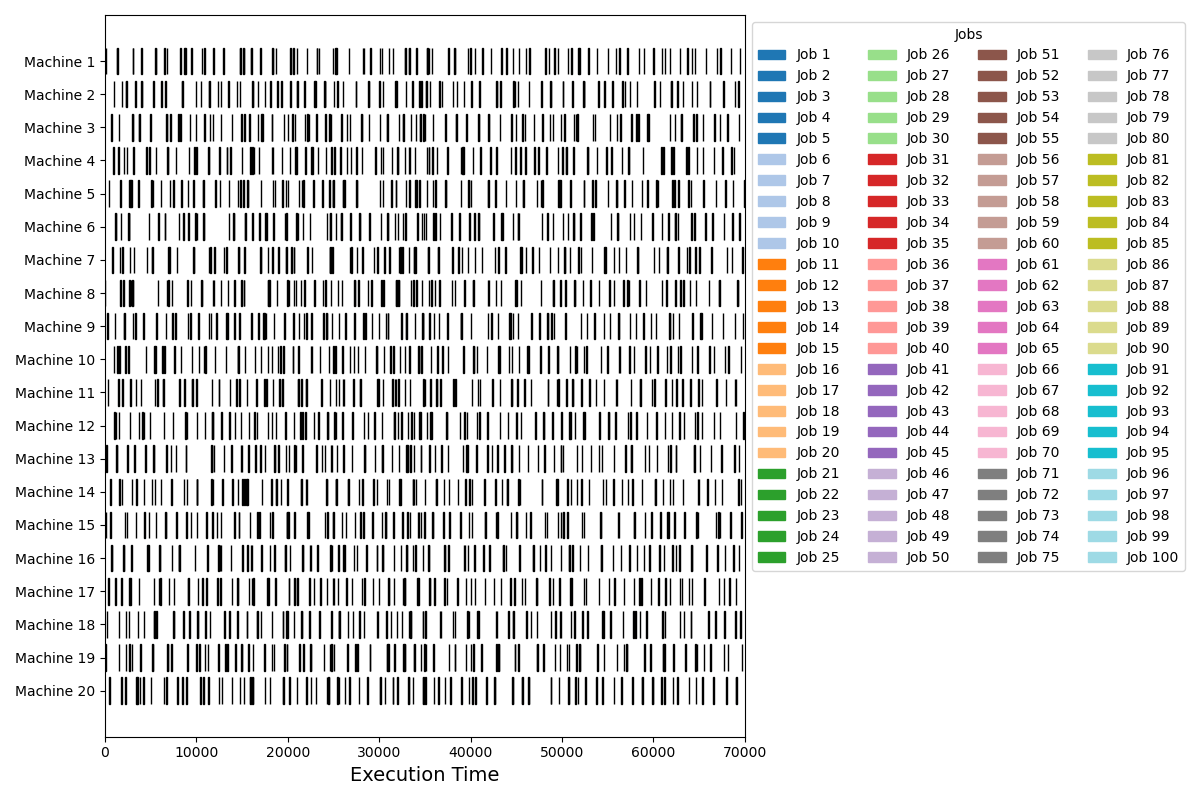 Machine 1
Machine 2
Machine 3
Machine 4
Machine 5
Machine 6
Machine 7
Machine 8
Machine 9
Machine 10
Machine 11
Machine 12
Machine 13
Machine 14
Machine 15
Machine 16
Machine 17
Machine 18
Machine 19
Machine 20
0 10000 20000 30000 40000 50000 60000 70000
Execution Time
Jobs
Job 1 Job 26 Job 51 Job 76
Job 2 Job 27 Job 52 Job 77
Job 3 Job 28 Job 53 Job 78
Job 4 Job 29 Job 54 Job 79
Job 5 Job 30 Job 55 Job 80
Job 6 Job 31 Job 56 Job 81
Job 7 Job 32 Job 57 Job 82
Job 8 Job 33 Job 58 Job 83
Job 9 Job 34 Job 59 Job 84
Job 10 Job 35 Job 60 Job 85
Job 11 Job 36 Job 61 Job 86
Job 12 Job 37 Job 62 Job 87
Job 13 Job 38 Job 63 Job 88
Job 14 Job 39 Job 64 Job 89
Job 15 Job 40 Job 65 Job 90
Job 16 Job 41 Job 66 Job 91
Job 17 Job 42 Job 67 Job 92
Job 18 Job 43 Job 68 Job 93
Job 19 Job 44 Job 69 Job 94
Job 20 Job 45 Job 70 Job 95
Job 21 Job 46 Job 71 Job 96
Job 22 Job 47 Job 72 Job 97
Job 23 Job 48 Job 73 Job 98
Job 24 Job 49 Job 74 Job 99
Job 25 Job 50 Job 75 Job 100